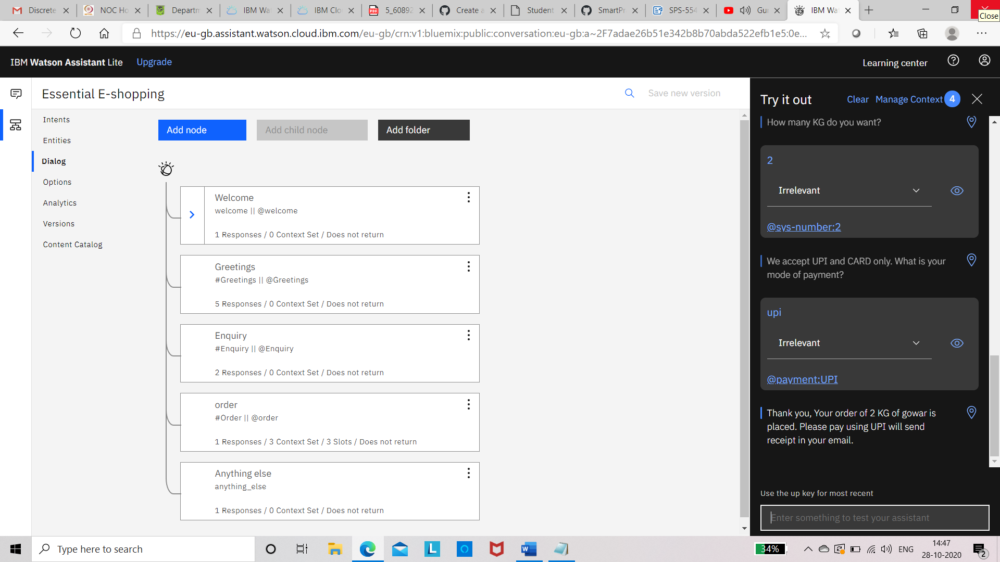 Discrete
NOC Ho
Departm
IBM Wa
IBM Clo
5_60892
Create a
Student
SmartPr
SPS-554
Gu
IBM Wa
Close
https://eu-gb.assistant.watson.cloud.ibm.com/eu-gb/crn:v1:bluemix:public:conversation:eu-gb:a~2F7adae26b51e342b8b70abda522efb1e5:0e...
IBM Watson Assistant Lite
Upgrade
Learning center
Essential E-shopping
Save new version
Intents
Entities
Dialog
Options
Analytics
Versions
Content Catalog
Add node
Add child node
Add folder
Welcome
welcome || @welcome
1 Responses / 0 Context Set / Does not return
Greetings
#Greetings || @Greetings
5 Responses / 0 Context Set / Does not return
Enquiry
#Enquiry || @Enquiry
2 Responses / 0 Context Set / Does not return
order
#Order || @order
1 Responses / 3 Context Set / 3 Slots / Does not return
Anything else
anything_else
1 Responses / 0 Context Set / Does not return
Try it out
Clear
Manage Context 4
How many KG do you want?
2
Irrelevant
@sys-number:2
We accept UPI and CARD only. What is your
mode of payment?
upi
Irrelevant
@payment:UPI
Thank you, Your order of 2 KG of gowar is
placed. Please pay using UPI will send
receipt in your email.
Use the up key for most recent
Enter something to test your assistant
Type here to search
34%
ENG
14:47
28-10-2020
2